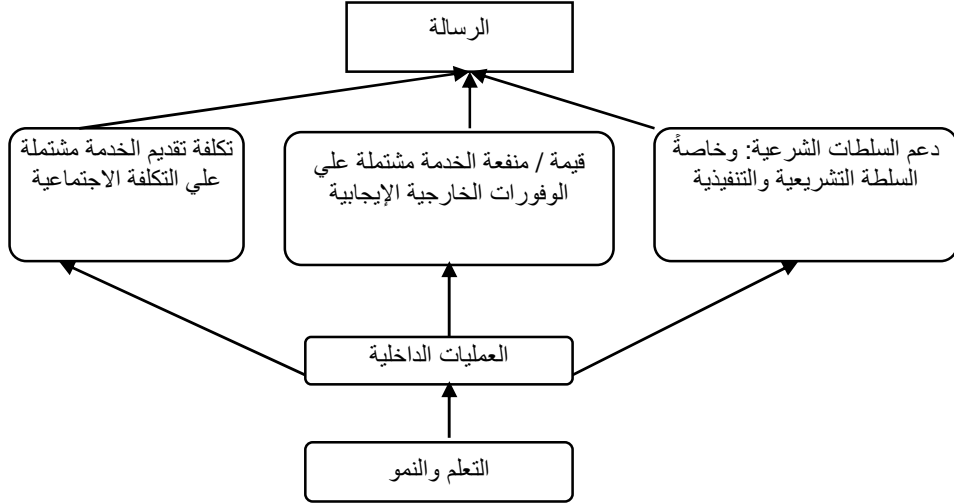 الرسالة
دعم السلطات الشرعية: وخاصةً
السلطة التشريعية والتنفيذية
قيمة / منفعة الخدمة مشتملة علي
الوفورات الخارجية الإيجابية
تكلفة تقديم الخدمة مشتملة
علي التكلفة الاجتماعية
العمليات الداخلية
التعلم والنمو